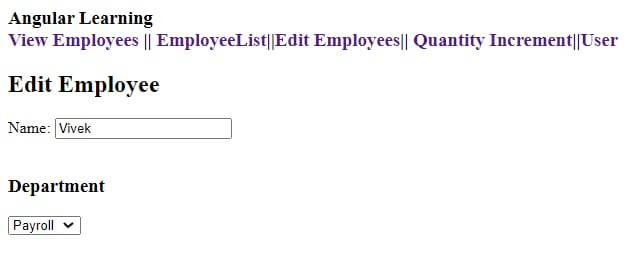 Angular Learning
View Employees || EmployeeList||Edit Employees|| Quantity Increment||User
Edit Employee
Name: Vivek
Department
Payroll